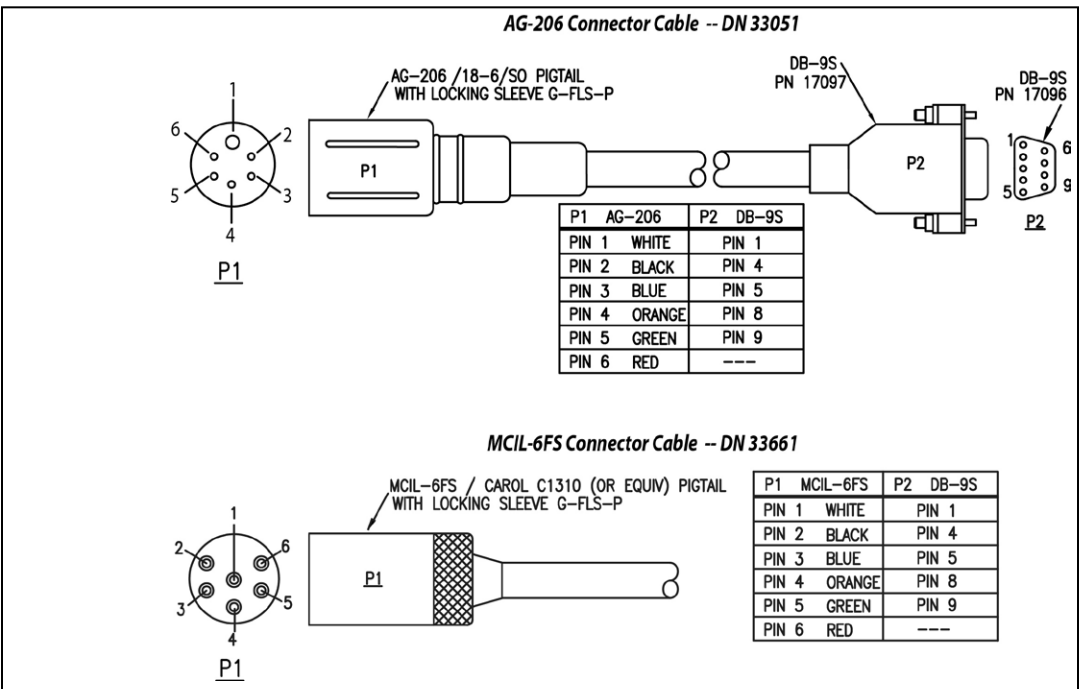 AG-206 Connector Cable -- DN 33051
AG-206 /18-6/SO PIGTAIL
WITH LOCKING SLEEVE G-FLS-P
DB-9S
PN 17097
DB-9S
PN 17096
1
6
2
5
3
4
P1
P1
P2
1
6
5
9
P2
P1 AG-206 P2 DB-9S
PIN 1 WHITE PIN 1
PIN 2 BLACK PIN 4
PIN 3 BLUE PIN 5
PIN 4 ORANGE PIN 8
PIN 5 GREEN PIN 9
PIN 6 RED ---
MCIL-6FS Connector Cable -- DN 33661
MCIL-6FS / CAROL C1310 (OR EQUIV) PIGTAIL
WITH LOCKING SLEEVE G-FLS-P
1
2
6
3
5
4
P1
P1
P1 MCIL-6FS P2 DB-9S
PIN 1 WHITE PIN 1
PIN 2 BLACK PIN 4
PIN 3 BLUE PIN 5
PIN 4 ORANGE PIN 8
PIN 5 GREEN PIN 9
PIN 6 RED ---